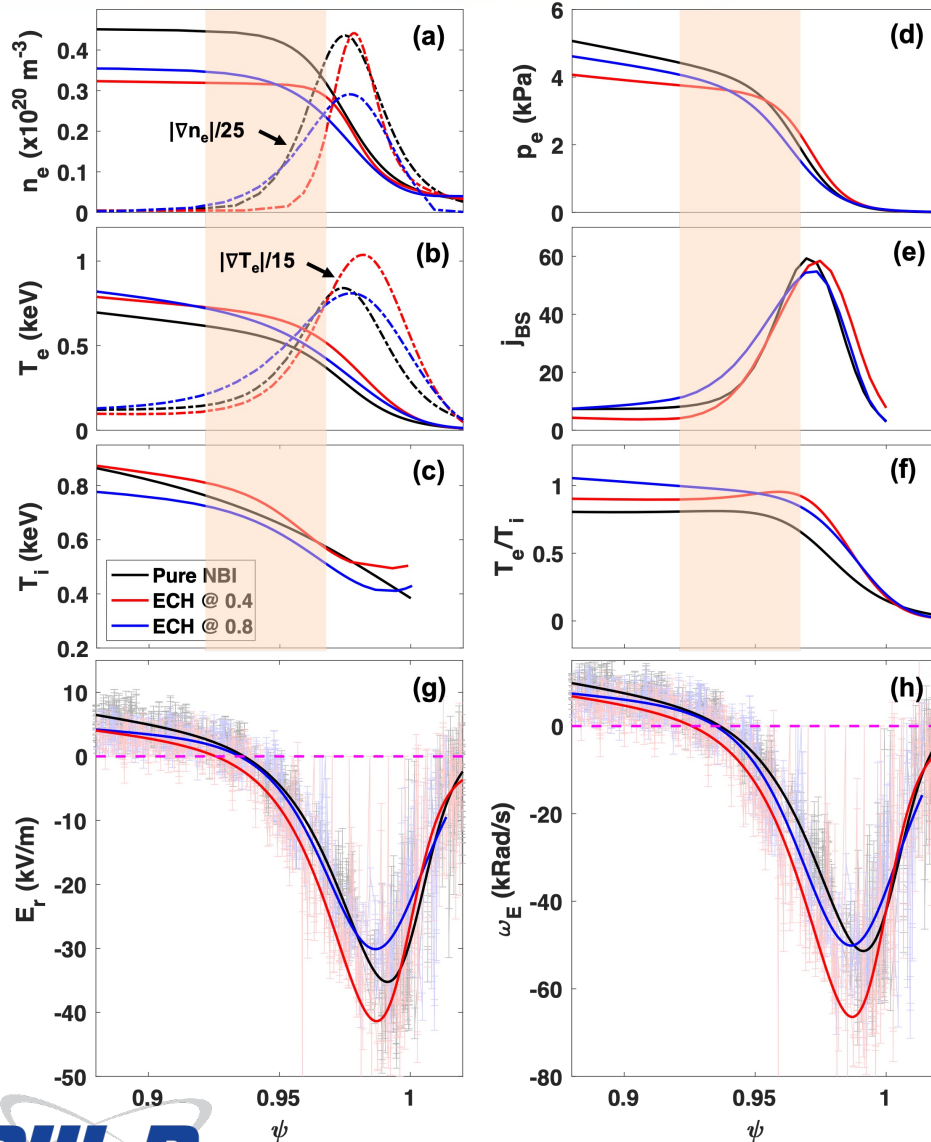 (a)
n_e (x10^20 m^-3)
0.4
0.3
0.2
0.1
0
|∇n_e|/25
(b)
T_e (keV)
1
0.5
0
|∇T_e|/15
(c)
T_i (keV)
0.8
0.6
0.4
0.2
Pure NBI
ECH @ 0.4
ECH @ 0.8
(g)
E_r (kV/m)
10
0
-10
-20
-30
-40
-50
0.9
0.95
1
ψ
(d)
p_e (kPa)
6
4
2
0
(e)
j_BS
60
40
20
0
(f)
T_e/T_i
1
0.5
0
(h)
ω_E (kRad/s)
0
-20
-40
-60
-80
0.9
0.95
1
ψ